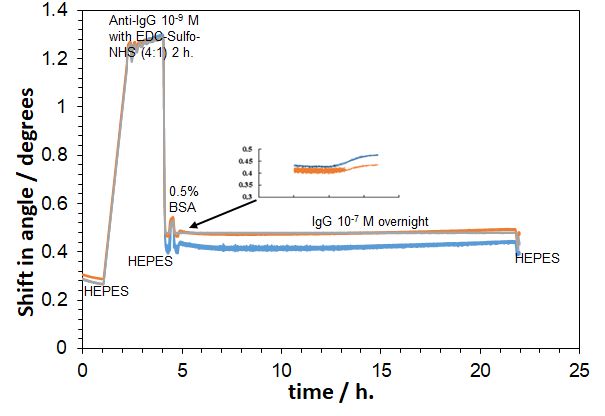 1.4
Anti-IgG 10-9 M
with EDC-Sulfo-
NHS (4:1) 2 h.
1.2
1
0.8
0.6
0.4
0.2
0
Shift in angle / degrees
0.5
0.45
0.4
0.35
0.3
0.5%
BSA
IgG 10-7 M overnight
HEPES
HEPES
HEPES
0 5 10 15 20 25
time / h.